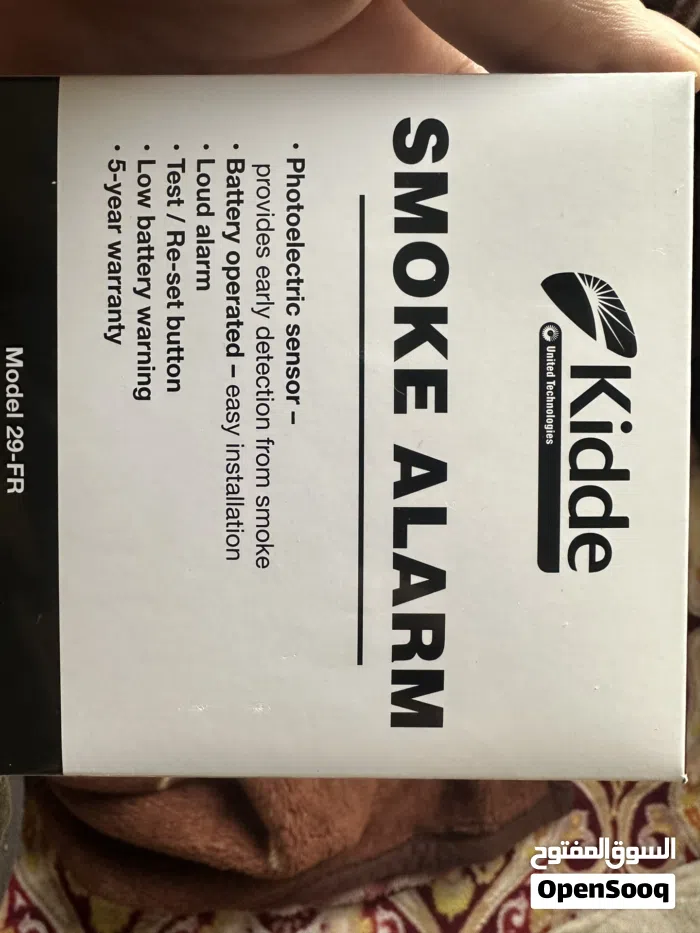 Kidde
United Technologies
SMOKE ALARM
• Photoelectric sensor –
provides early detection from smoke
• Battery operated – easy installation
• Loud alarm
• Test / Re-set button
• Low battery warning
• 5-year warranty
Model 29-FR
السوق المفتوح
OpenSooq